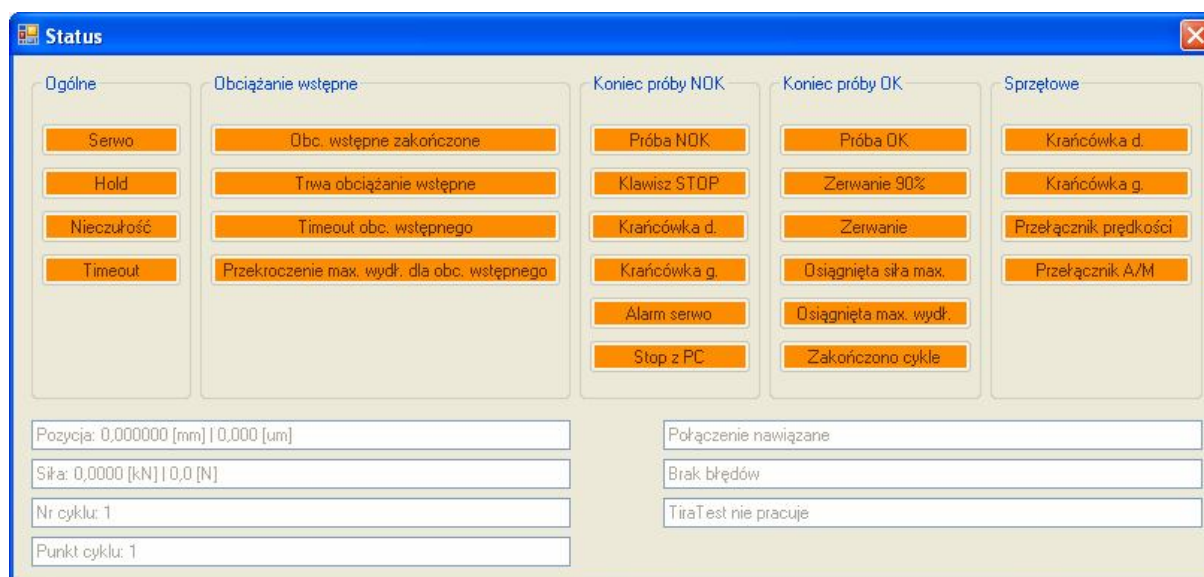 Status
Ogólne
Serwo
Hold
Nieczułość
Timeout
Obciążanie wstępne
Obc. wstępne zakończone
Trwa obciążanie wstępne
Timeout obc. wstępnego
Przekroczenie max. wydł. dla obc. wstępnego
Koniec próby NOK
Próba NOK
Klawisz STOP
Krańcówka d.
Krańcówka g.
Alarm serwo
Stop z PC
Koniec próby OK
Próba OK
Zerwanie 90%
Zerwanie
Osiągnięta siła max.
Osiągnięta max. wydł.
Zakończono cykle
Sprzętowe
Krańcówka d.
Krańcówka g.
Przełącznik prędkości
Przełącznik A/M
Pozycja: 0,000000 [mm] | 0,000 [um]
Siła: 0,0000 [kN] | 0,0 [N]
Nr cyklu: 1
Punkt cyklu: 1
Połączenie nawiązane
Brak błędów
TiraTest nie pracuje